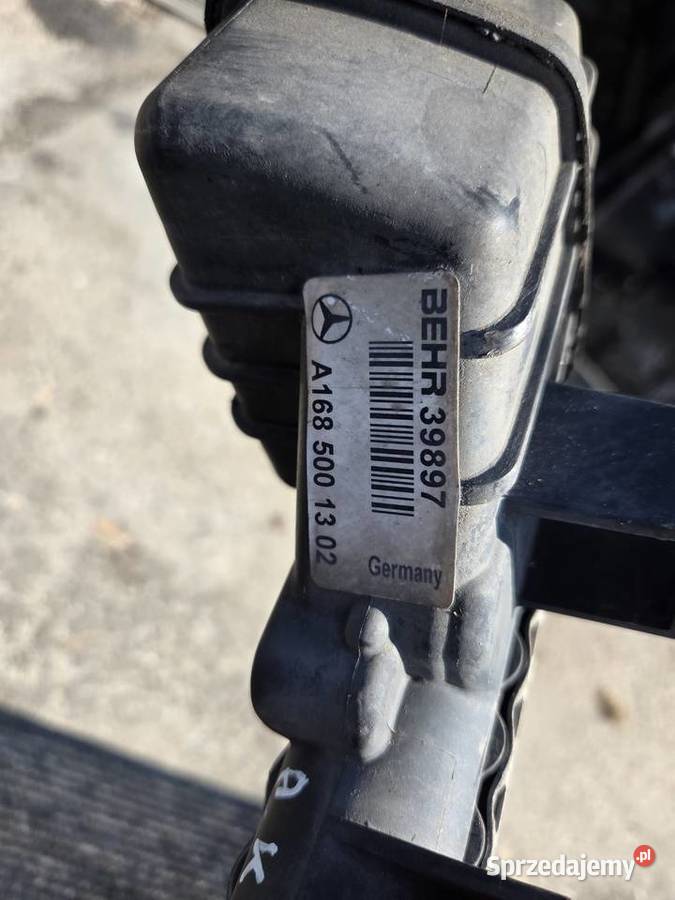 BEHR 39897
A168 500 13 02
Germany
A
X
Sprzedajemy.pl